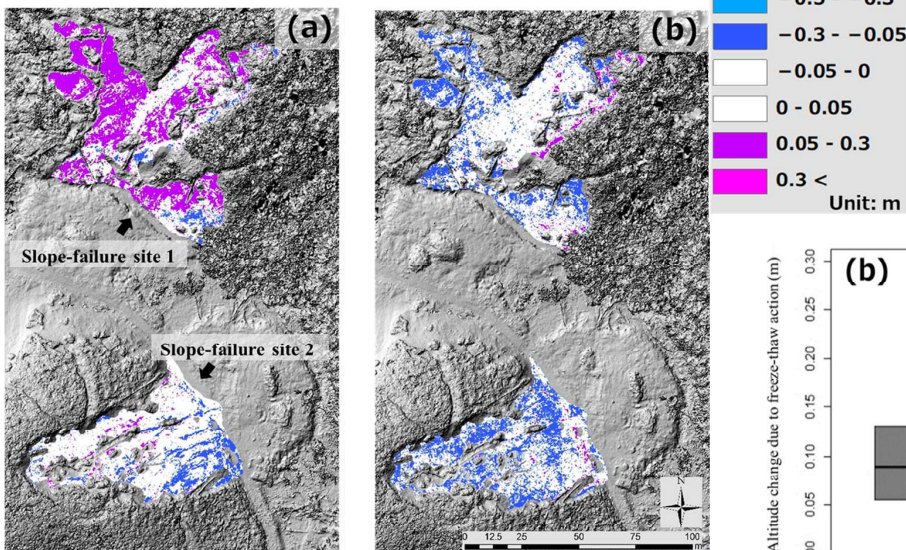 (a)
Slope-failure site 1
Slope-failure site 2
(b)
N
0 12.5 25 50 75 100
m
−0.3 - −0.05
−0.05 - 0
0 - 0.05
0.05 - 0.3
0.3 <
Unit: m
(b)
Altitude change due to freeze-thaw action (m)
0.30
0.25
0.20
0.15
0.10
0.05